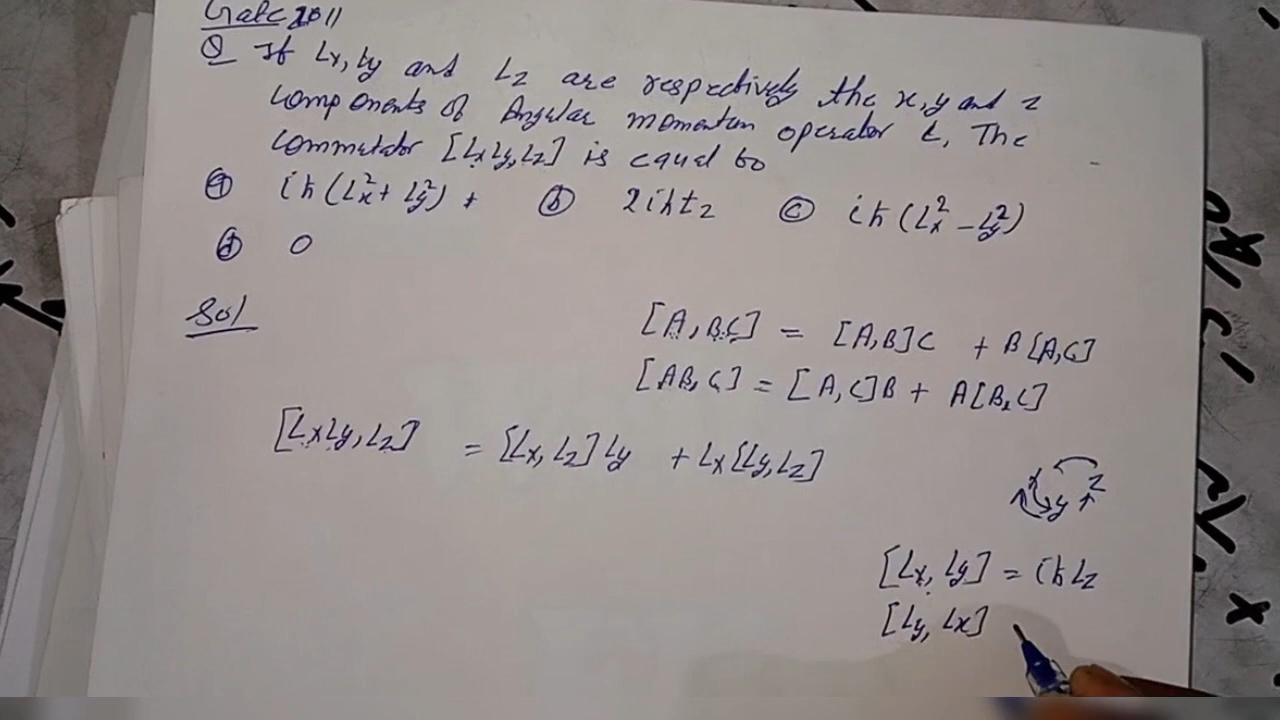 Gate 2011
Q If Lx, Ly and Lz are respectively the x, y and z
components of Angular momentum operator L, The
commutator [LxLy, Lz] is equal to
(a) iħ(Lx² + Ly²) (b) 2iħLz (c) iħ(Lx² - Ly²)
(d) 0
Sol
[A, BC] = [A, B]C + B[A, C]
[AB, C] = [A, C]B + A[B, C]
[LxLy, Lz] = [Lx, Lz]Ly + Lx[Ly, Lz]
x z
y
[Lx, Ly] = iħLz
[Ly, Lx]